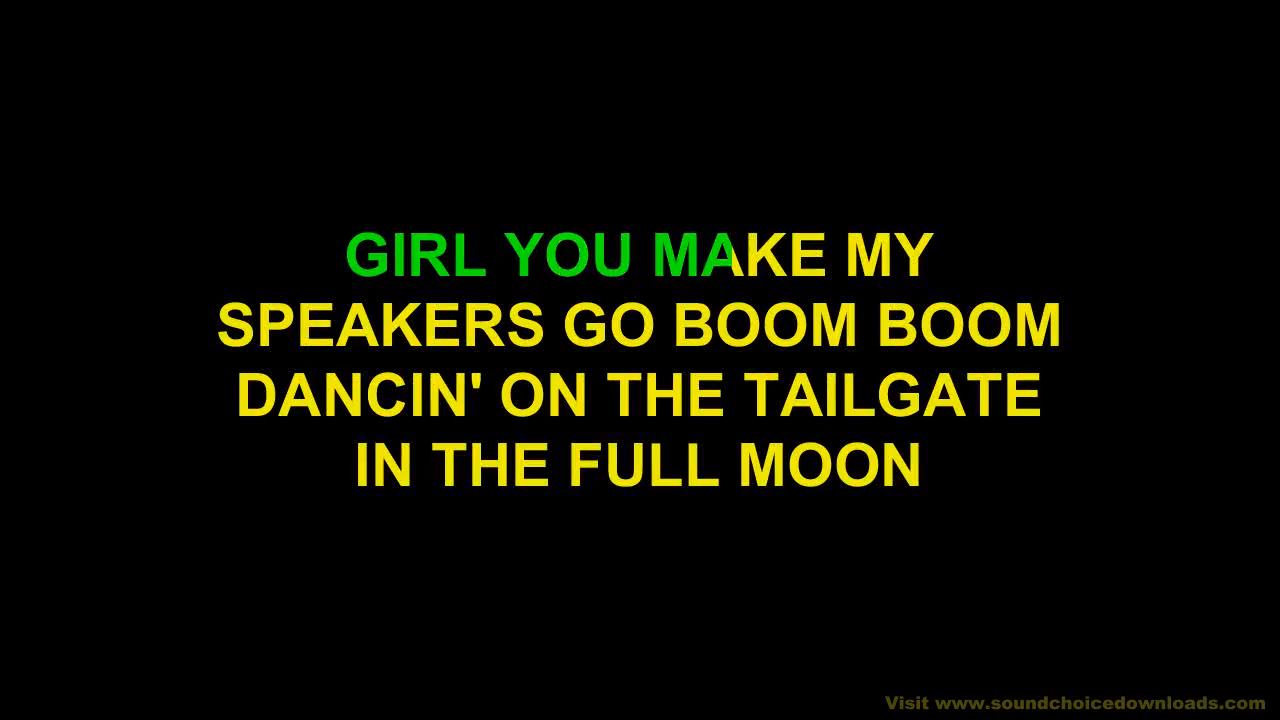 GIRL YOU MAKE MY
SPEAKERS GO BOOM BOOM
DANCIN' ON THE TAILGATE
IN THE FULL MOON
Visit www.soundchoicedownloads.com